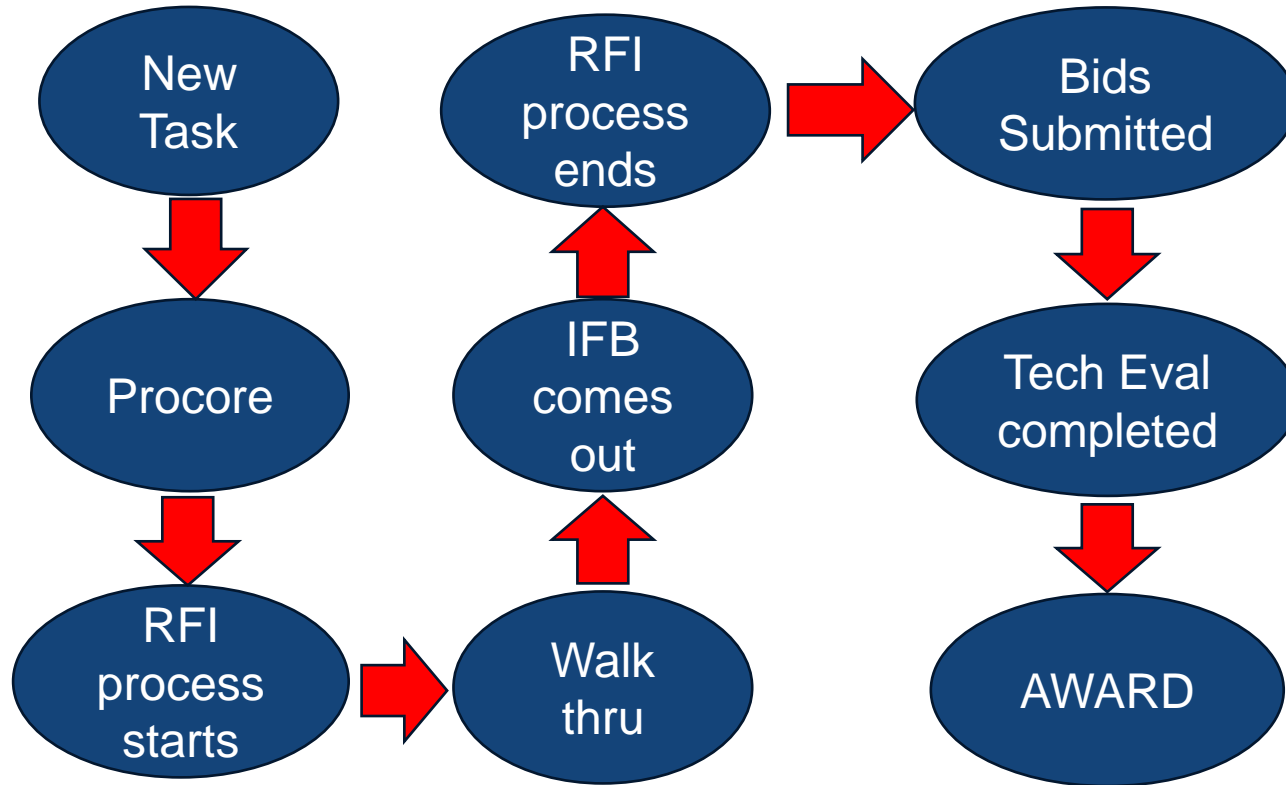 New
Task
Procore
RFI
process
starts
Walk
thru
IFB
comes
out
RFI
process
ends
Bids
Submitted
Tech Eval
completed
AWARD